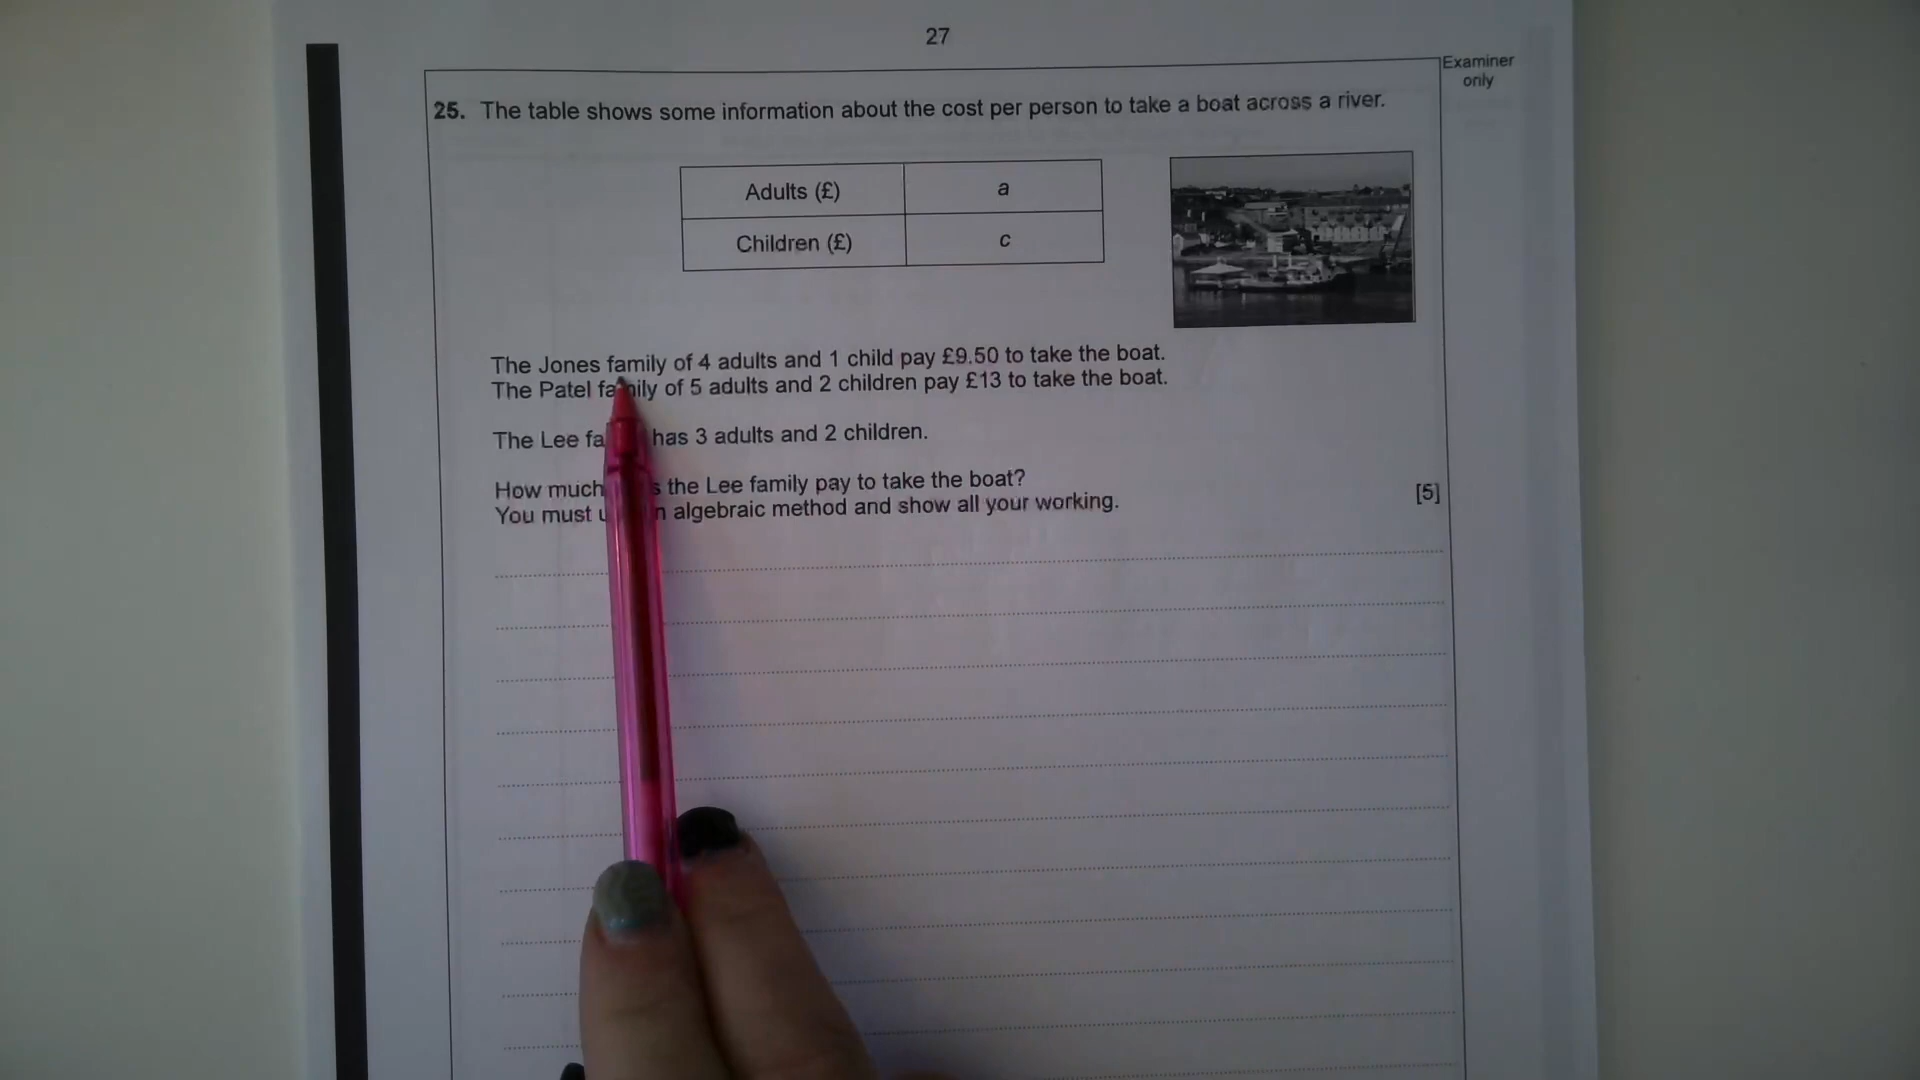 27
Examiner
only
25. The table shows some information about the cost per person to take a boat across a river.
Adults (£) a
Children (£) c
The Jones family of 4 adults and 1 child pay £9.50 to take the boat.
The Patel family of 5 adults and 2 children pay £13 to take the boat.
The Lee has 3 adults and 2 children.
How much the Lee family pay to take the boat?
You must algebraic method and show all your working.
[5]